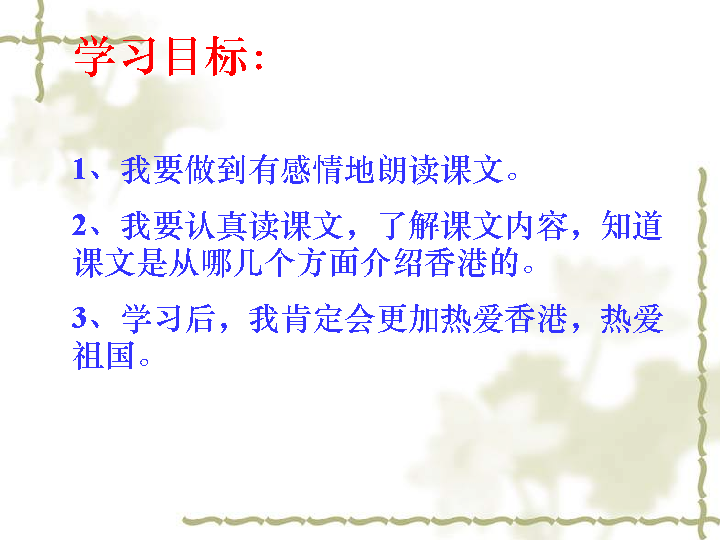 学习目标：
1、我要做到有感情地朗读课文。
2、我要认真读课文，了解课文内容，知道
课文是从哪几个方面介绍香港的。
3、学习后，我肯定会更加热爱香港，热爱
祖国。